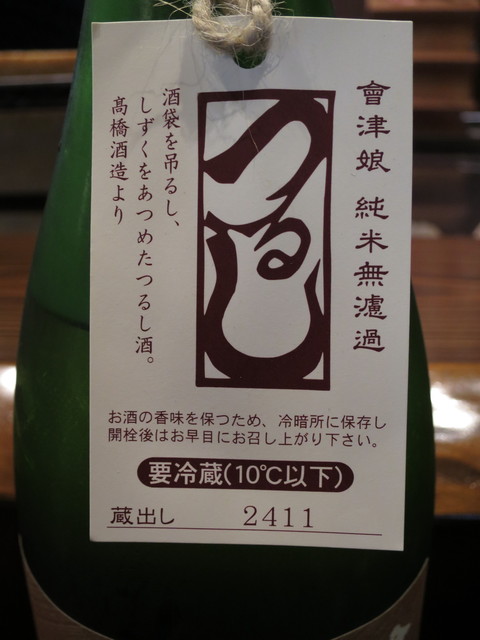 會津娘 純米無濾過
つるし
酒袋を吊るし、
しずくをあつめたつるし酒。
髙橋酒造より
お酒の香味を保つため、冷暗所に保存し
開栓後はお早目にお召し上がり下さい。
要冷蔵(10℃以下)
蔵出し 2411